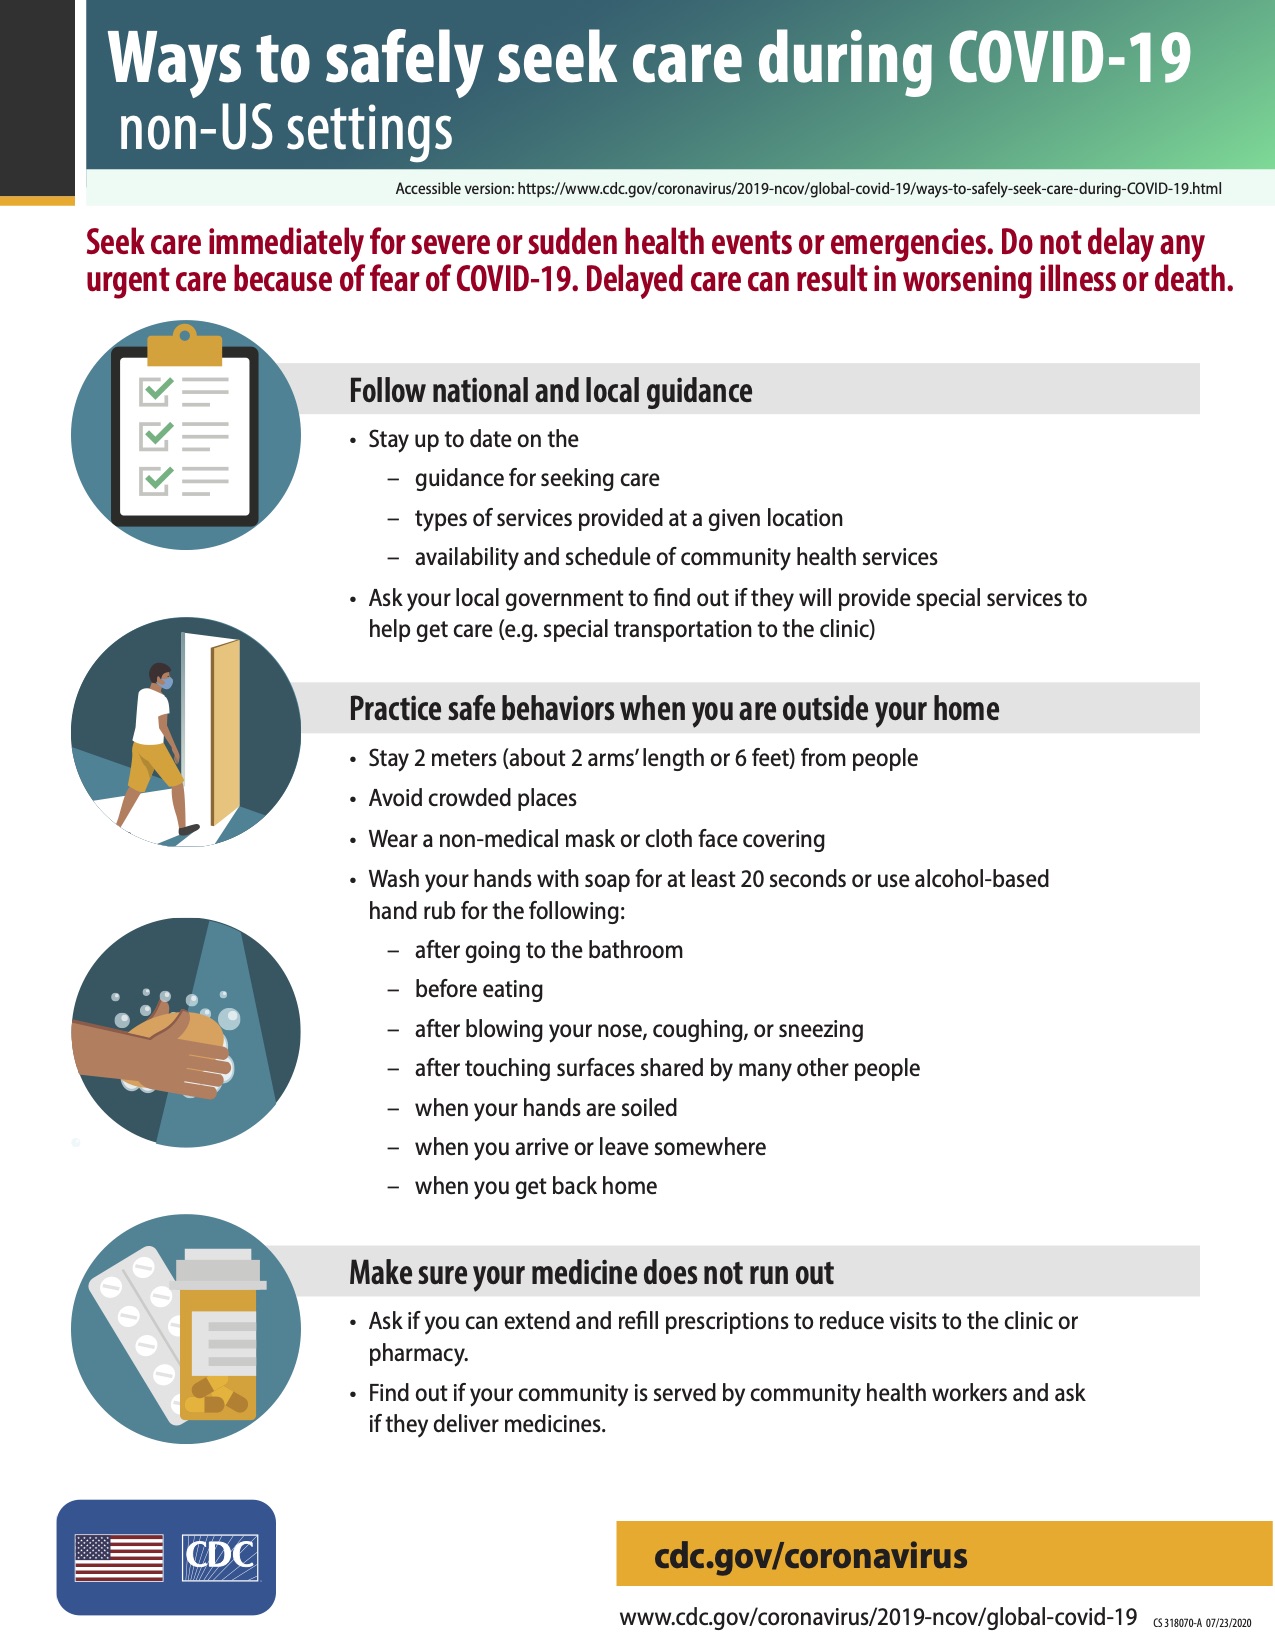 Ways to safely seek care during COVID-19
non-US settings
Accessible version: https://www.cdc.gov/coronavirus/2019-ncov/global-covid-19/ways-to-safely-seek-care-during-COVID-19.html
Seek care immediately for severe or sudden health events or emergencies. Do not delay any
urgent care because of fear of COVID-19. Delayed care can result in worsening illness or death.
Follow national and local guidance
• Stay up to date on the
– guidance for seeking care
– types of services provided at a given location
– availability and schedule of community health services
• Ask your local government to find out if they will provide special services to
help get care (e.g. special transportation to the clinic)
Practice safe behaviors when you are outside your home
• Stay 2 meters (about 2 arms’ length or 6 feet) from people
• Avoid crowded places
• Wear a non-medical mask or cloth face covering
• Wash your hands with soap for at least 20 seconds or use alcohol-based
hand rub for the following:
– after going to the bathroom
– before eating
– after blowing your nose, coughing, or sneezing
– after touching surfaces shared by many other people
– when your hands are soiled
– when you arrive or leave somewhere
– when you get back home
Make sure your medicine does not run out
• Ask if you can extend and refill prescriptions to reduce visits to the clinic or
pharmacy.
• Find out if your community is served by community health workers and ask
if they deliver medicines.
CDC
cdc.gov/coronavirus
www.cdc.gov/coronavirus/2019-ncov/global-covid-19 CS 318070-A 07/23/2020